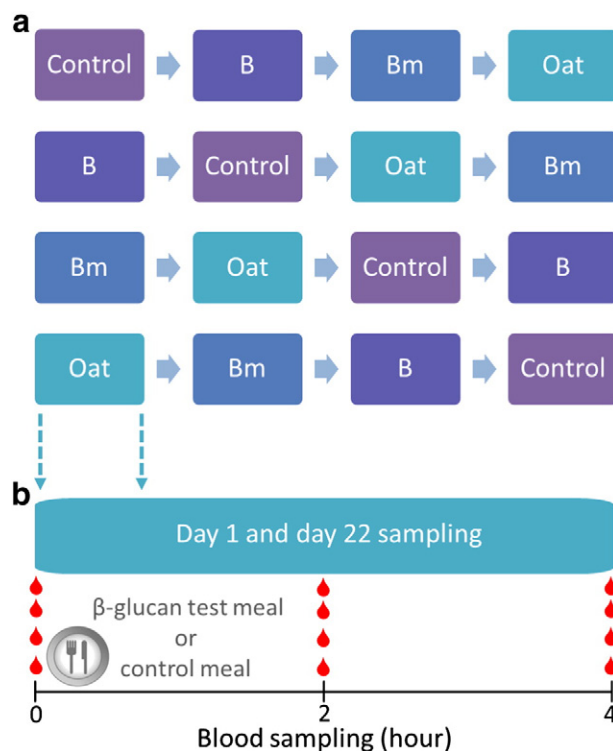 a
Control B Bm Oat
B Control Oat Bm
Bm Oat Control B
Oat Bm B Control
b
Day 1 and day 22 sampling
β-glucan test meal
or
control meal
0 2 4
Blood sampling (hour)